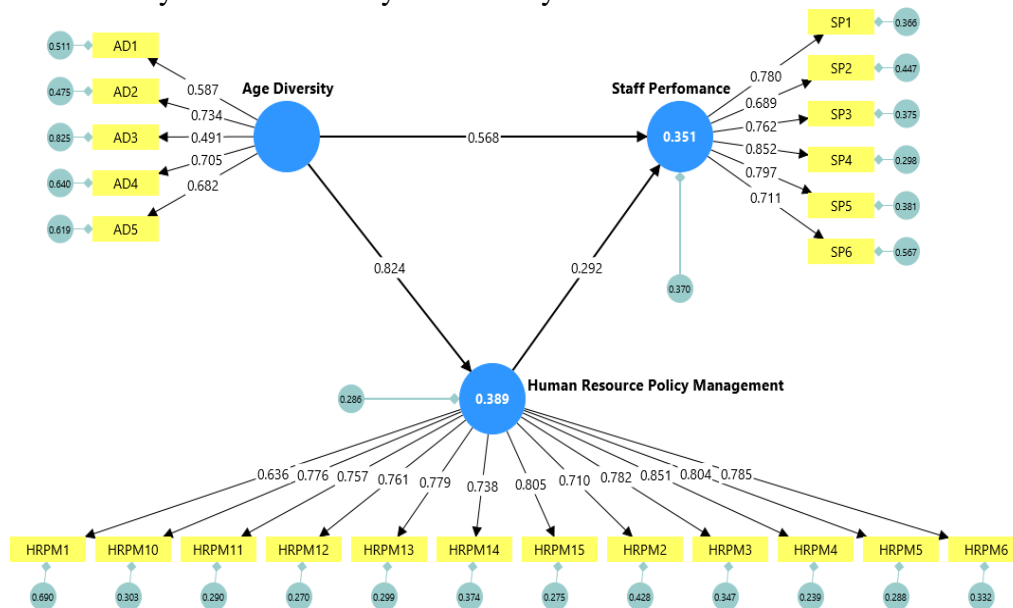 SP1
0.366
0.511
AD1
0.780
SP2
0.447
0.587
Age Diversity
Staff Perfomance
0.689
0.475
AD2
0.734
0.762
SP3
0.375
0.825
AD3
0.491
0.568
0.351
0.852
SP4
0.298
0.705
0.797
0.640
AD4
0.682
0.711
SP5
0.381
0.619
AD5
SP6
0.567
0.824
0.292
0.370
Human Resource Policy Management
0.286
0.389
0.636 0.776 0.757 0.761 0.779 0.738 0.805 0.710 0.782 0.851 0.804 0.785
HRPM1 HRPM10 HRPM11 HRPM12 HRPM13 HRPM14 HRPM15 HRPM2 HRPM3 HRPM4 HRPM5 HRPM6
0.690 0.303 0.290 0.270 0.299 0.374 0.275 0.428 0.347 0.239 0.288 0.332